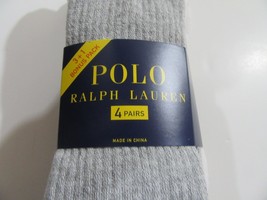 3+1
BONUS PACK
POLO
RALPH LAUREN
4 PAIRS
MADE IN CHINA